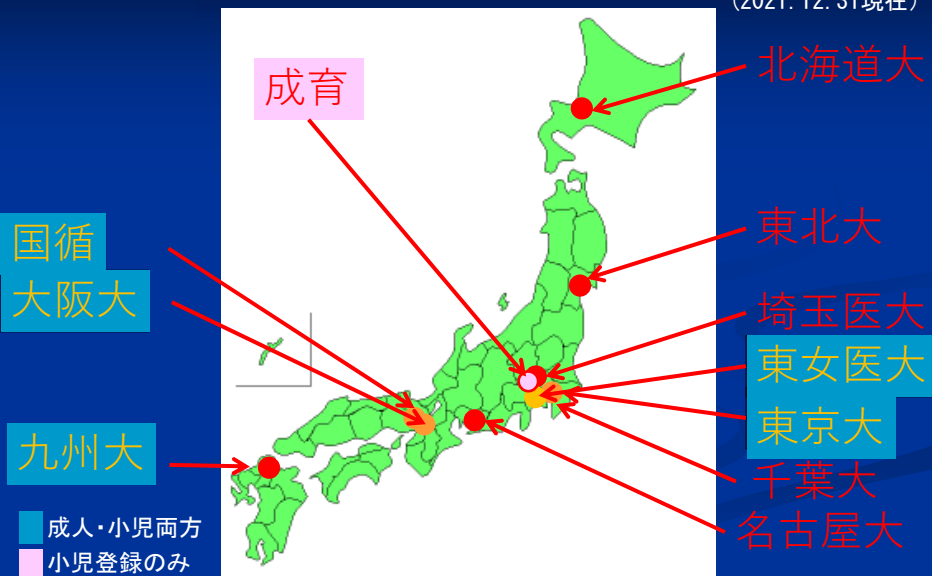 （2021.12.31現在）
北海道大
成育
東北大
国循
大阪大
埼玉医大
東女医大
東京大
九州大
千葉大
名古屋大
成人・小児両方
小児登録のみ